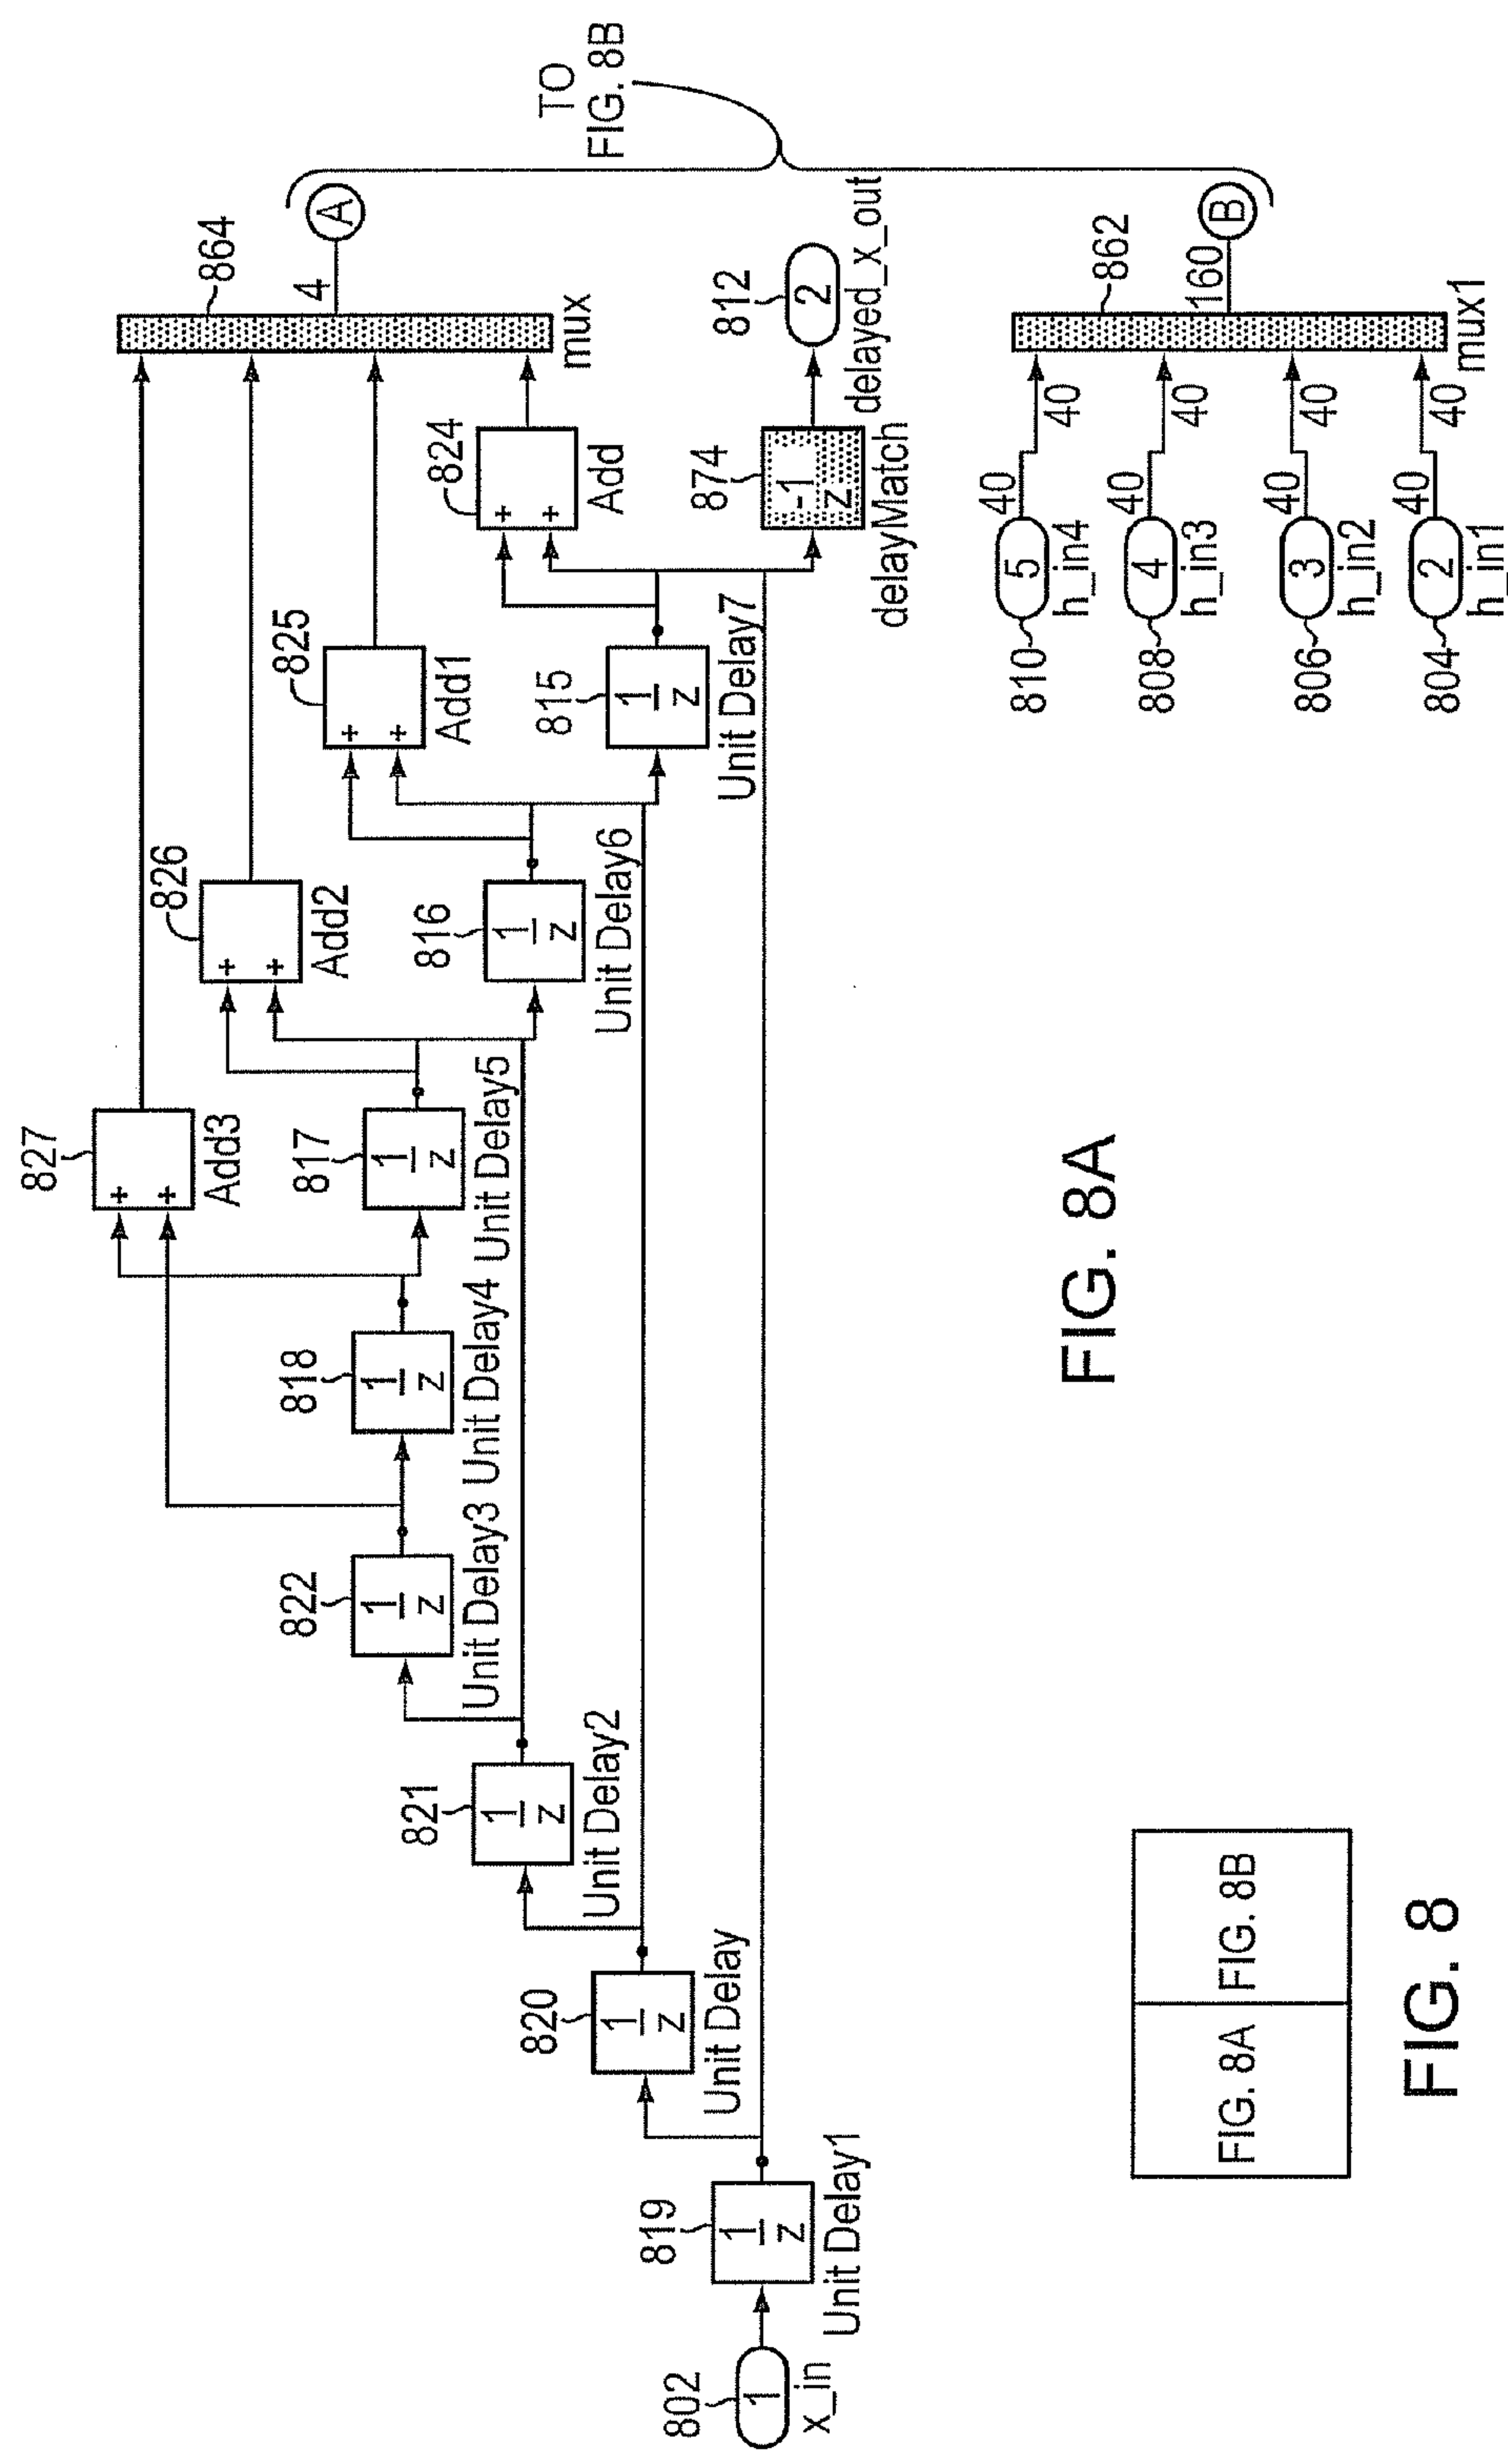 802
1
x_in
819
1
z
Unit Delay1
820
1
z
Unit Delay
821
1
z
Unit Delay2
822
1
z
Unit Delay3
818
1
z
Unit Delay4
817
1
z
Unit Delay5
827
+
+
Add3
826
+
+
Add2
816
1
z
Unit Delay6
825
+
+
Add1
815
1
z
Unit Delay7
824
+
+
Add
874
-1
z
delayMatch
812
2
delayed_x_out
864
mux
4
A
TO
FIG. 8B
810
5
h_in4
40
40
808
4
h_in3
40
40
806
3
h_in2
40
40
804
2
h_in1
40
40
862
mux1
160
B
FIG. 8A
FIG. 8A
FIG. 8B
FIG. 8